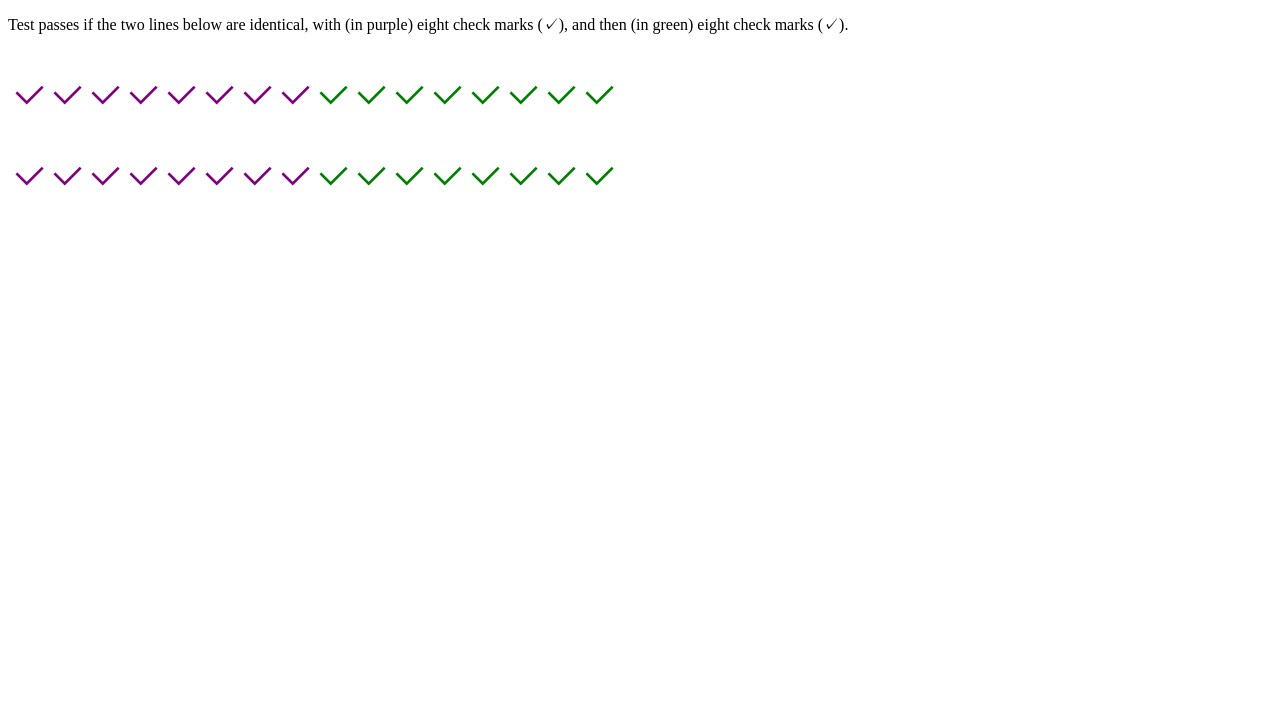 Test passes if the two lines below are identical, with (in purple) eight check marks (✓), and then (in green) eight check marks (✓).
✓✓✓✓✓✓✓✓✓✓✓✓✓✓✓✓
✓✓✓✓✓✓✓✓✓✓✓✓✓✓✓✓